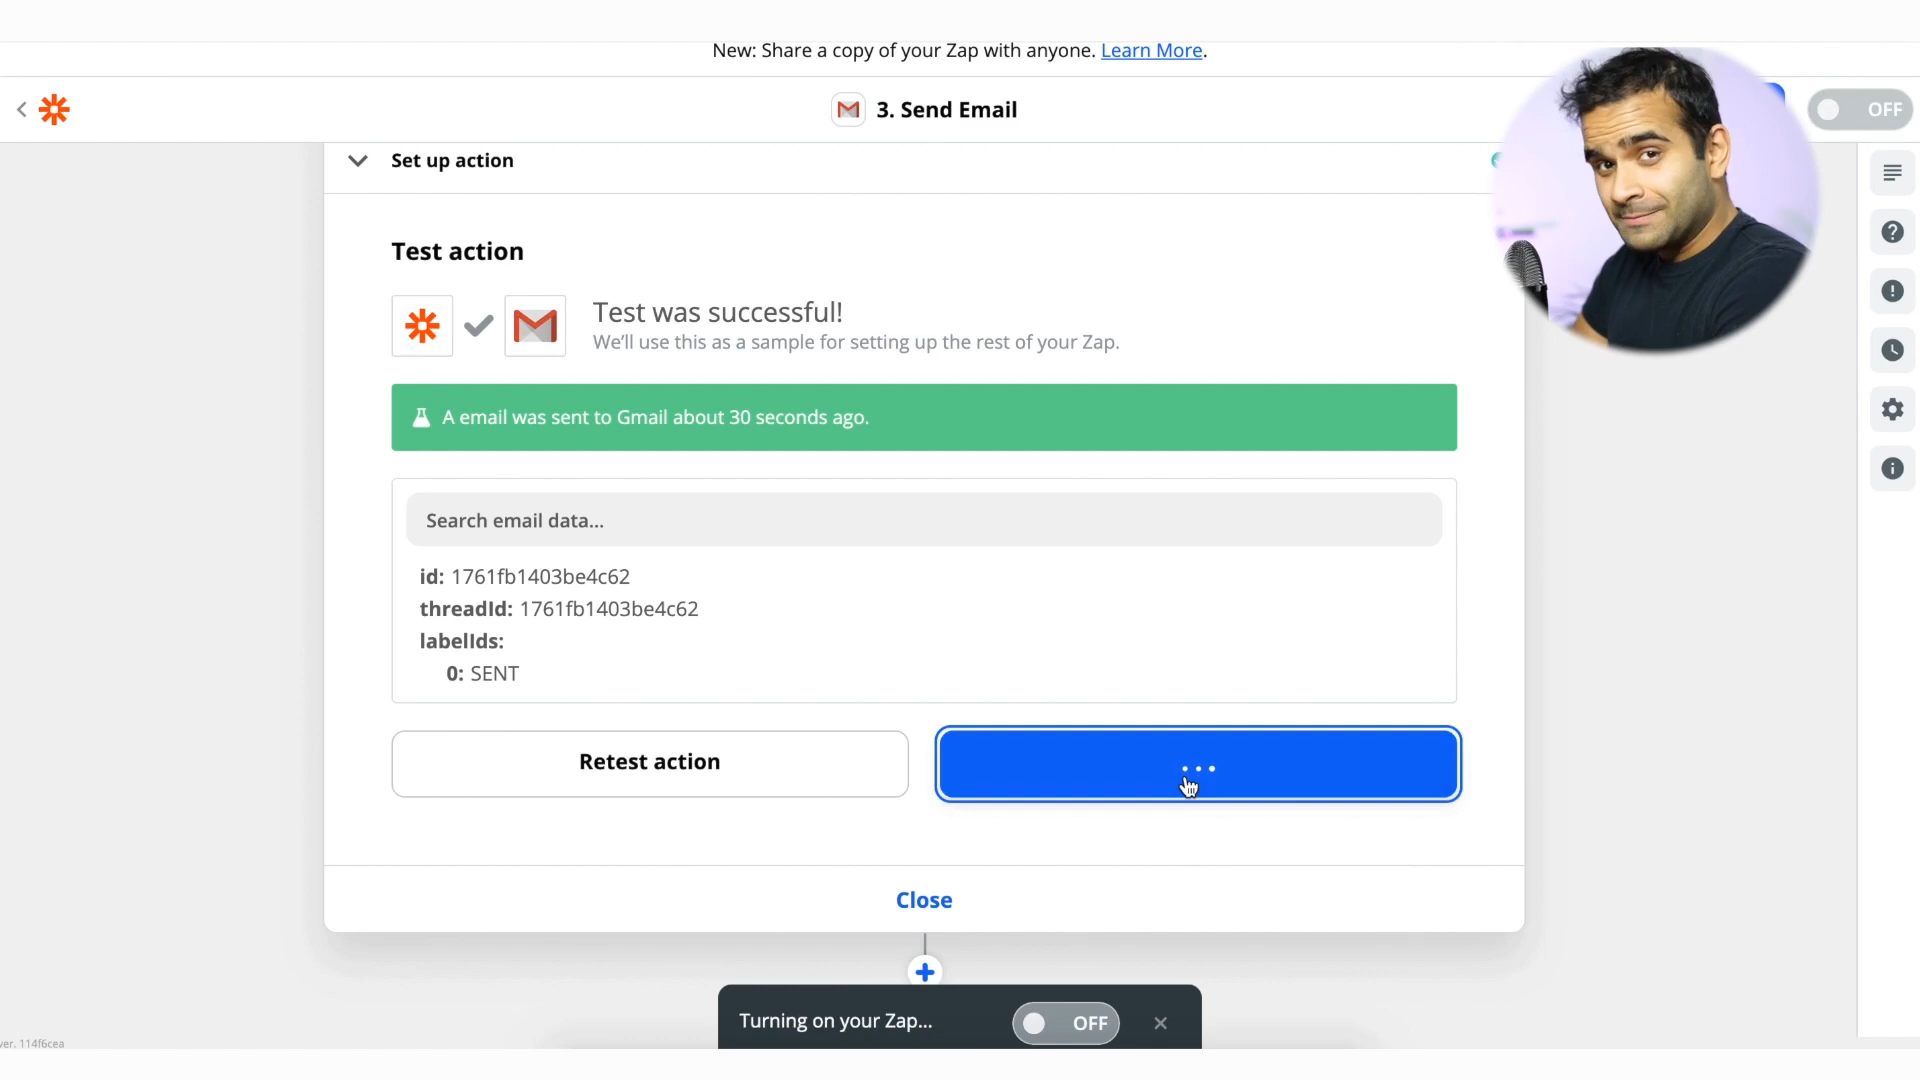 New: Share a copy of your Zap with anyone. Learn More.
3. Send Email
OFF
Set up action
Test action
Test was successful!
We'll use this as a sample for setting up the rest of your Zap.
A email was sent to Gmail about 30 seconds ago.
Search email data...
id: 1761fb1403be4c62
threadId: 1761fb1403be4c62
labelIds:
0: SENT
Retest action
...
Close
Turning on your Zap...
OFF
ver. 114f6cea